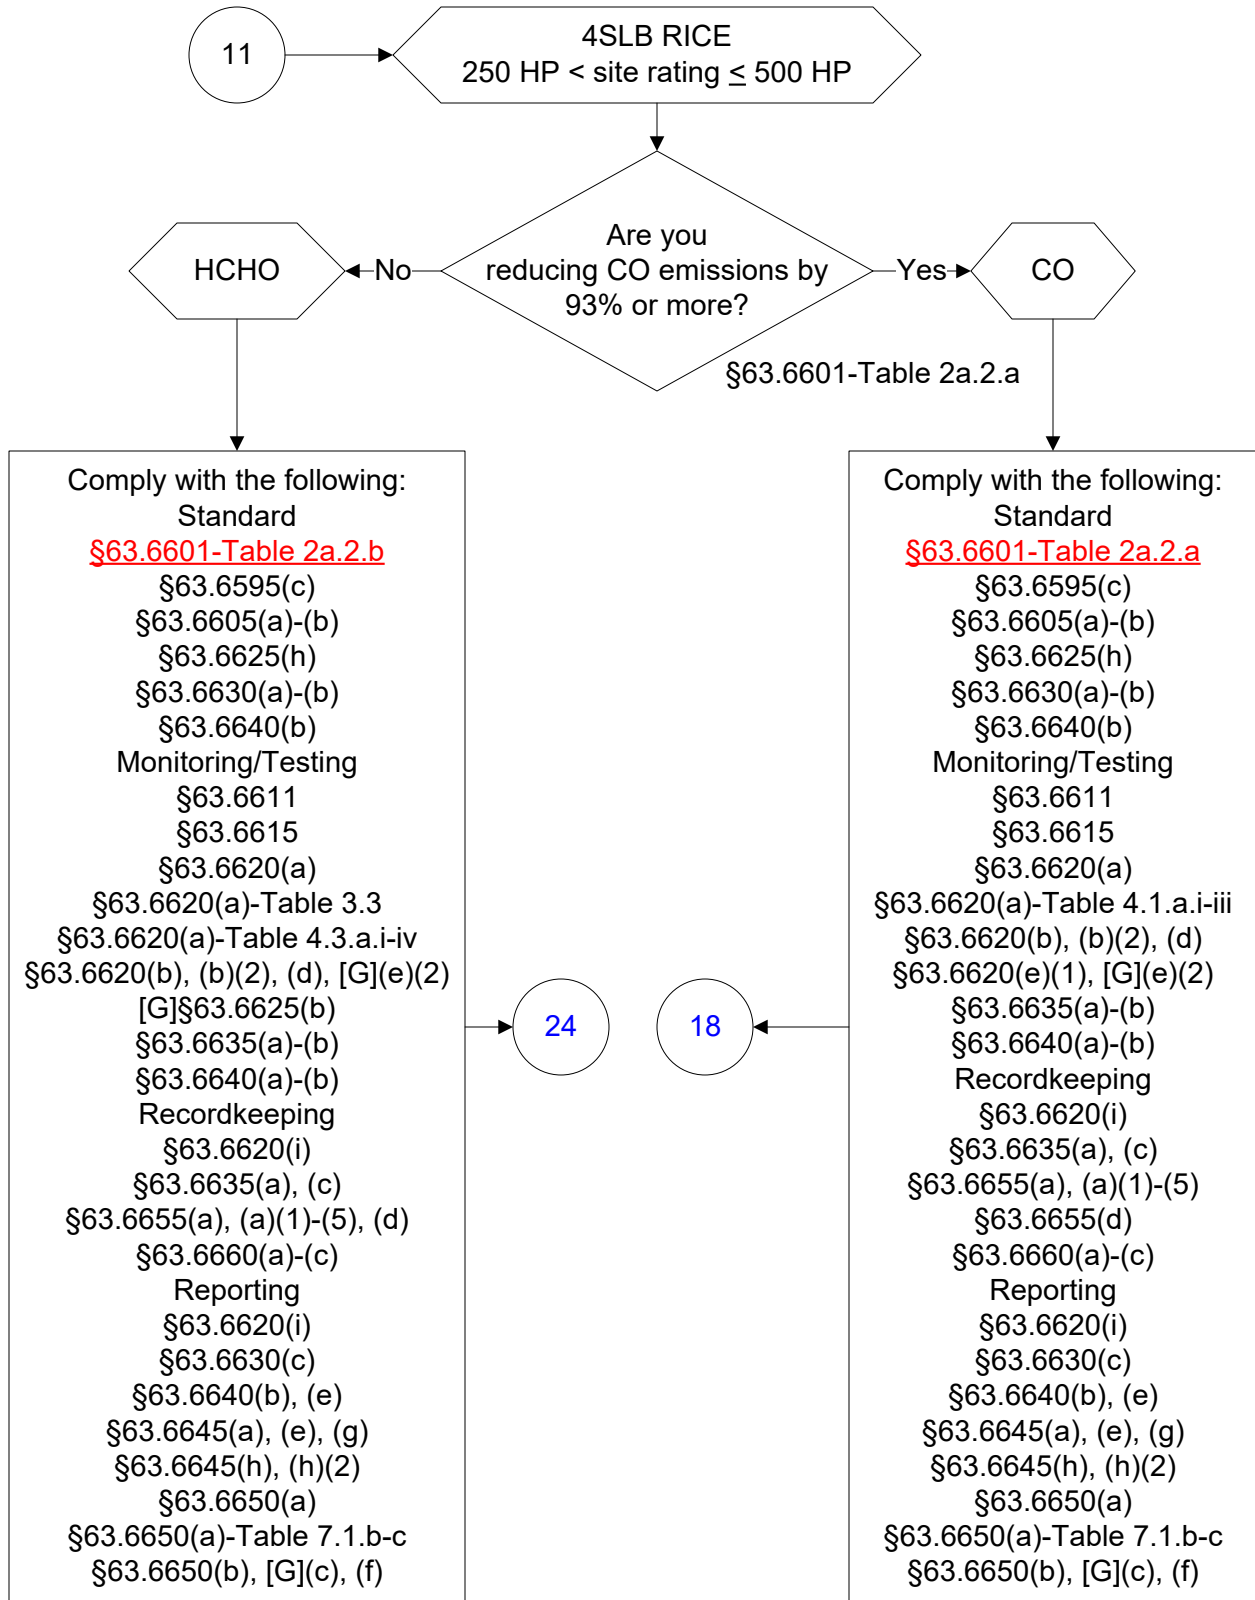 11
4SLB RICE
250 HP < site rating ≤ 500 HP
Are you
reducing CO emissions by
93% or more?
No
Yes
HCHO
CO
§63.6601-Table 2a.2.a
Comply with the following:
Standard
§63.6601-Table 2a.2.b
§63.6595(c)
§63.6605(a)-(b)
§63.6625(h)
§63.6630(a)-(b)
§63.6640(b)
Monitoring/Testing
§63.6611
§63.6615
§63.6620(a)
§63.6620(a)-Table 3.3
§63.6620(a)-Table 4.3.a.i-iv
§63.6620(b), (b)(2), (d), [G](e)(2)
[G]§63.6625(b)
§63.6635(a)-(b)
§63.6640(a)-(b)
Recordkeeping
§63.6620(i)
§63.6635(a), (c)
§63.6655(a), (a)(1)-(5), (d)
§63.6660(a)-(c)
Reporting
§63.6620(i)
§63.6630(c)
§63.6640(b), (e)
§63.6645(a), (e), (g)
§63.6645(h), (h)(2)
§63.6650(a)
§63.6650(a)-Table 7.1.b-c
§63.6650(b), [G](c), (f)
24
18
Comply with the following:
Standard
§63.6601-Table 2a.2.a
§63.6595(c)
§63.6605(a)-(b)
§63.6625(h)
§63.6630(a)-(b)
§63.6640(b)
Monitoring/Testing
§63.6611
§63.6615
§63.6620(a)
§63.6620(a)-Table 4.1.a.i-iii
§63.6620(b), (b)(2), (d)
§63.6620(e)(1), [G](e)(2)
§63.6635(a)-(b)
§63.6640(a)-(b)
Recordkeeping
§63.6620(i)
§63.6635(a), (c)
§63.6655(a), (a)(1)-(5)
§63.6655(d)
§63.6660(a)-(c)
Reporting
§63.6620(i)
§63.6630(c)
§63.6640(b), (e)
§63.6645(a), (e), (g)
§63.6645(h), (h)(2)
§63.6650(a)
§63.6650(a)-Table 7.1.b-c
§63.6650(b), [G](c), (f)